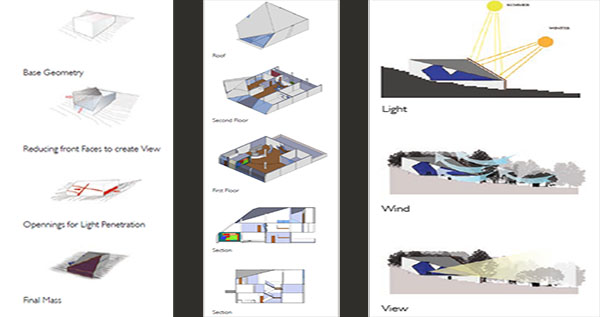 Base Geometry
Reducing front Faces to create View
Opennings for Light Penetration
Final Mass
Roof
Second Floor
First Floor
Section
Section
SUMMER
WINTER
Light
Wind
View